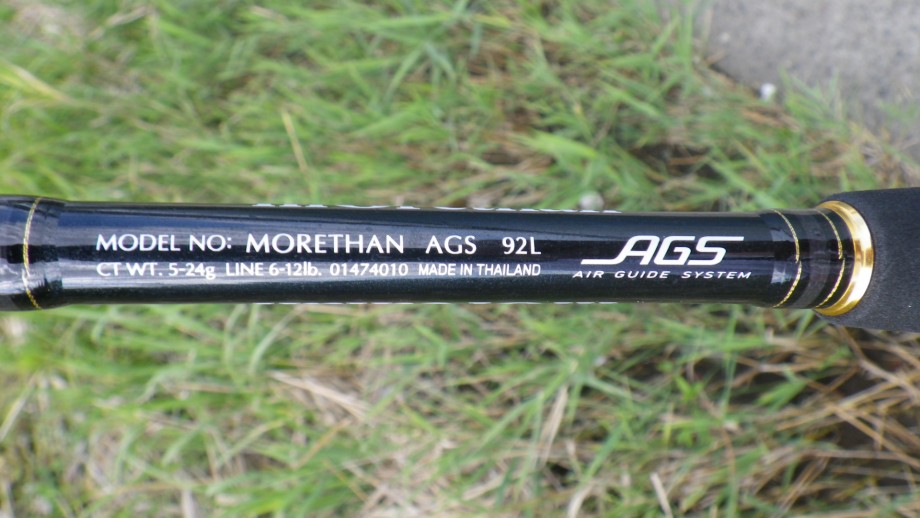 MODEL NO: MORETHAN AGS 92L
CT WT. 5-24g LINE 6-12lb. 01474010 MADE IN THAILAND
AGS
AIR GUIDE SYSTEM